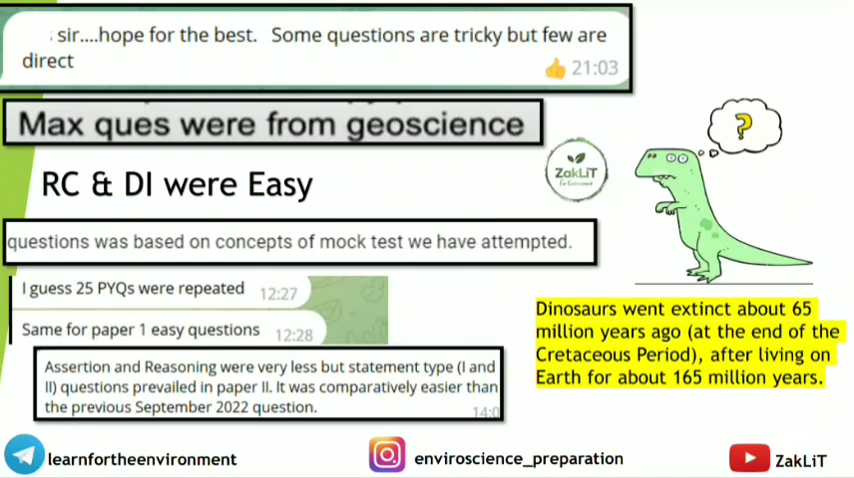 sir....hope for the best. Some questions are tricky but few are
direct
👍 21:03
Max ques were from geoscience
RC & DI were Easy
questions was based on concepts of mock test we have attempted.
I guess 25 PYQs were repeated 12:27
Same for paper 1 easy questions 12:28
Assertion and Reasoning were very less but statement type (I and
II) questions prevailed in paper II. It was comparatively easier than
the previous September 2022 question.
14:0
ZakLiT
For Environment
?
Dinosaurs went extinct about 65
million years ago (at the end of the
Cretaceous Period), after living on
Earth for about 165 million years.
learnfortheenvironment
enviroscience_preparation
ZakLiT